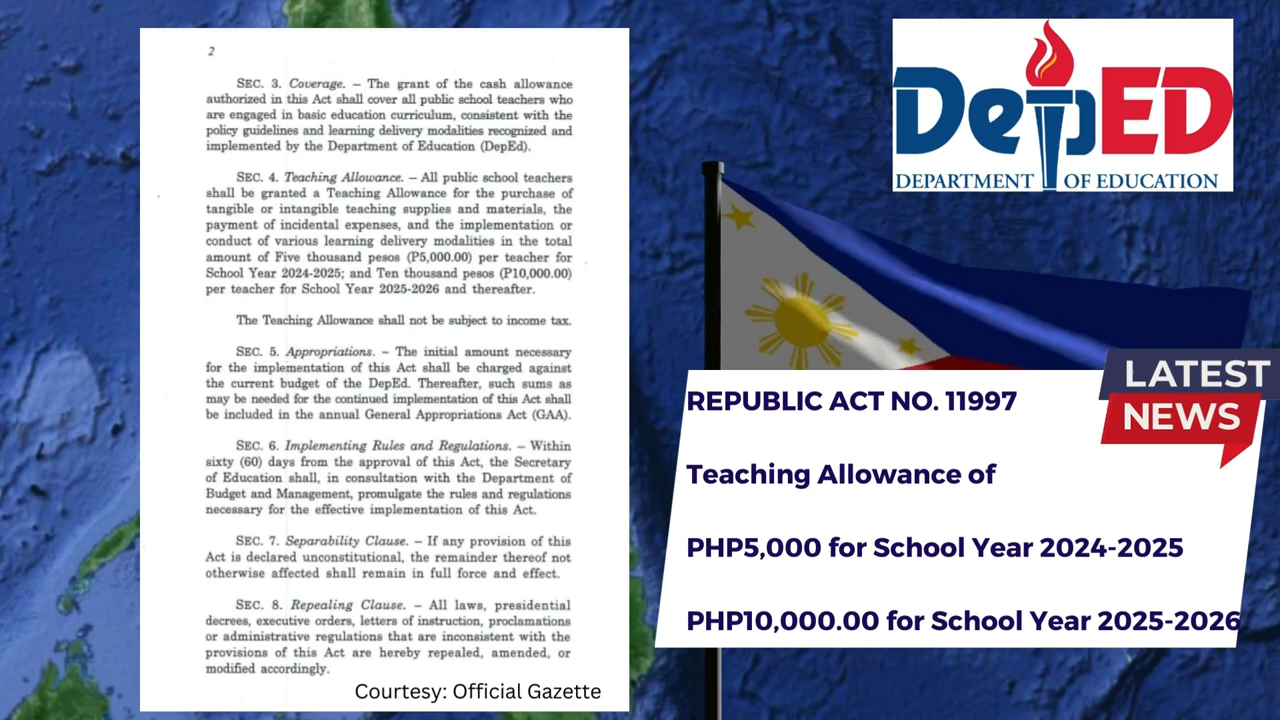 2
SEC. 3. Coverage. – The grant of the cash allowance
authorized in this Act shall cover all public school teachers who
are engaged in basic education curriculum, consistent with the
policy guidelines and learning delivery modalities recognized and
implemented by the Department of Education (DepEd).
SEC. 4. Teaching Allowance. – All public school teachers
shall be granted a Teaching Allowance for the purchase of
tangible or intangible teaching supplies and materials, the
payment of incidental expenses, and the implementation or
conduct of various learning delivery modalities in the total
amount of Five thousand pesos (P5,000.00) per teacher for
School Year 2024-2025; and Ten thousand pesos (P10,000.00)
per teacher for School Year 2025-2026 and thereafter.
The Teaching Allowance shall not be subject to income tax.
SEC. 5. Appropriations. – The initial amount necessary
for the implementation of this Act shall be charged against
the current budget of the DepEd. Thereafter, such sums as
may be needed for the continued implementation of this Act shall
be included in the annual General Appropriations Act (GAA).
SEC. 6. Implementing Rules and Regulations. – Within
sixty (60) days from the approval of this Act, the Secretary
of Education shall, in consultation with the Department of
Budget and Management, promulgate the rules and regulations
necessary for the effective implementation of this Act.
SEC. 7. Separability Clause. – If any provision of this
Act is declared unconstitutional, the remainder thereof not
otherwise affected shall remain in full force and effect.
SEC. 8. Repealing Clause. – All laws, presidential
decrees, executive orders, letters of instruction, proclamations
or administrative regulations that are inconsistent with the
provisions of this Act are hereby repealed, amended, or
modified accordingly.
Courtesy: Official Gazette
DepED
DEPARTMENT OF EDUCATION
LATEST
NEWS
REPUBLIC ACT NO. 11997
Teaching Allowance of
PHP5,000 for School Year 2024-2025
PHP10,000.00 for School Year 2025-2026